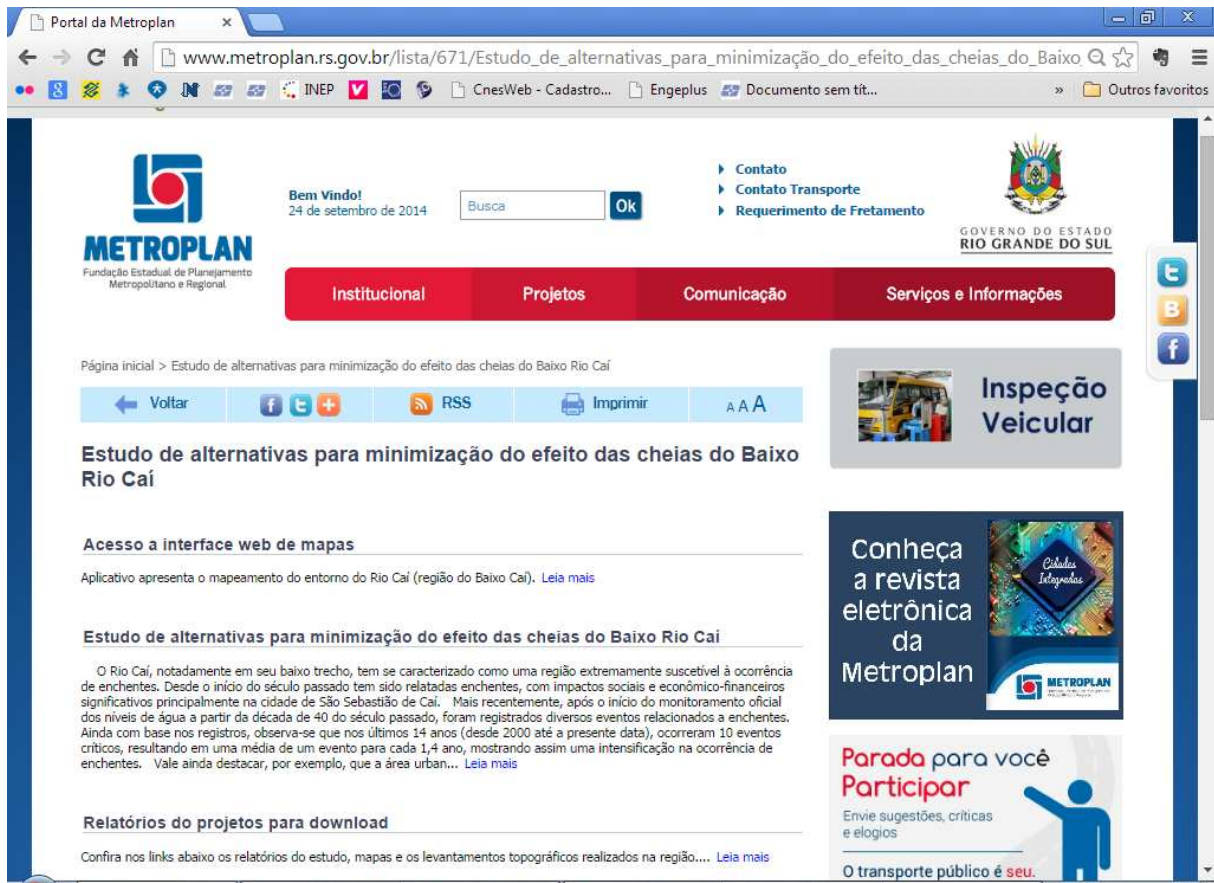 Portal da Metroplan
www.metroplan.rs.gov.br/lista/671/Estudo_de_alternativas_para_minimização_do_efeito_das_cheias_do_Baixo
INEP
CnesWeb - Cadastro...
Engeplus
Documento sem tít...
»
Outros favoritos
METROPLAN
Fundação Estadual de Planejamento
Metropolitano e Regional
Bem Vindo!
24 de setembro de 2014
Busca
Ok
Contato
Contato Transporte
Requerimento de Fretamento
GOVERNO DO ESTADO
RIO GRANDE DO SUL
Institucional
Projetos
Comunicação
Serviços e Informações
Página inicial > Estudo de alternativas para minimização do efeito das cheias do Baixo Rio Caí
Voltar
RSS
Imprimir
A A A
Estudo de alternativas para minimização do efeito das cheias do Baixo
Rio Caí
Acesso a interface web de mapas
Aplicativo apresenta o mapeamento do entorno do Rio Caí (região do Baixo Caí). Leia mais
Estudo de alternativas para minimização do efeito das cheias do Baixo Rio Caí
O Rio Caí, notadamente em seu baixo trecho, tem se caracterizado como uma região extremamente suscetível à ocorrência
de enchentes. Desde o início do século passado tem sido relatadas enchentes, com impactos sociais e econômico-financeiros
significativos principalmente na cidade de São Sebastião de Caí. Mais recentemente, após o início do monitoramento oficial
dos níveis de água a partir da década de 40 do século passado, foram registrados diversos eventos relacionados a enchentes.
Ainda com base nos registros, observa-se que nos últimos 14 anos (desde 2000 até a presente data), ocorreram 10 eventos
críticos, resultando em uma média de um evento para cada 1,4 ano, mostrando assim uma intensificação na ocorrência de
enchentes. Vale ainda destacar, por exemplo, que a área urban... Leia mais
Relatórios do projetos para download
Confira nos links abaixo os relatórios do estudo, mapas e os levantamentos topográficos realizados na região.... Leia mais
Inspeção
Veicular
Conheça
a revista
eletrônica
da
Metroplan
Cidades
Integradas
METROPLAN
Parada para você
Participar
Envie sugestões, críticas
e elogios
O transporte público é seu.